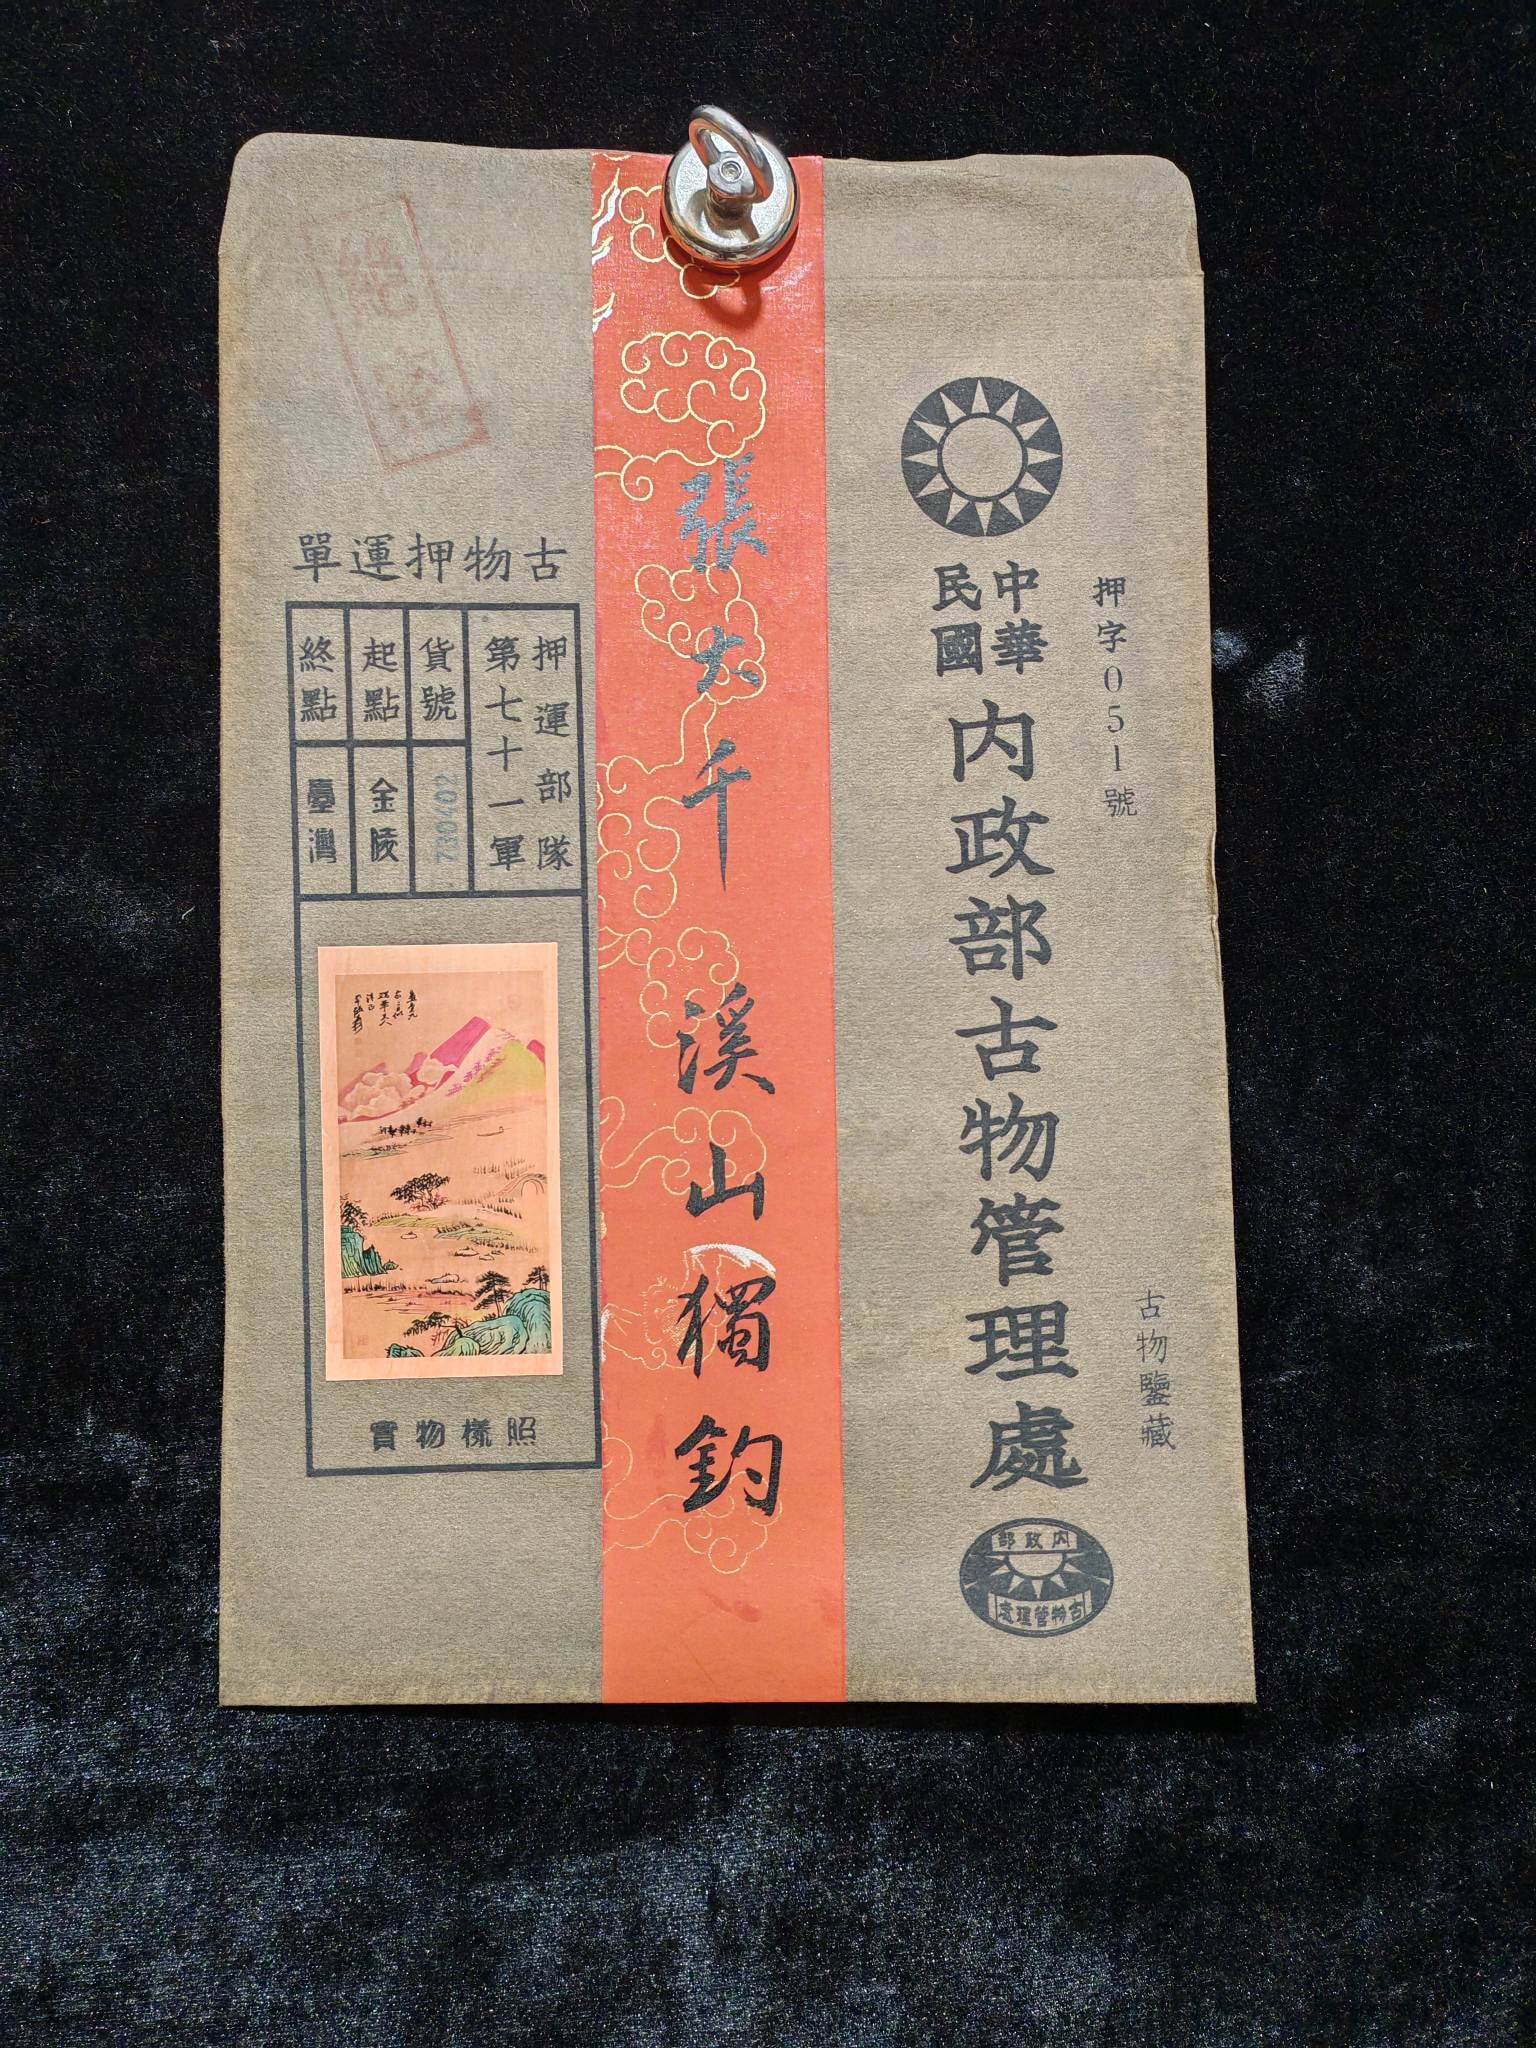 押字051號
古物鑒藏
中華
民國
内政部古物管理處
内政部
古物管理處
張大千 溪山獨釣
絕密
古物押運單
押運部隊
第七十一軍
貨號
730402
起點
金陵
終點
臺灣
照樣物實